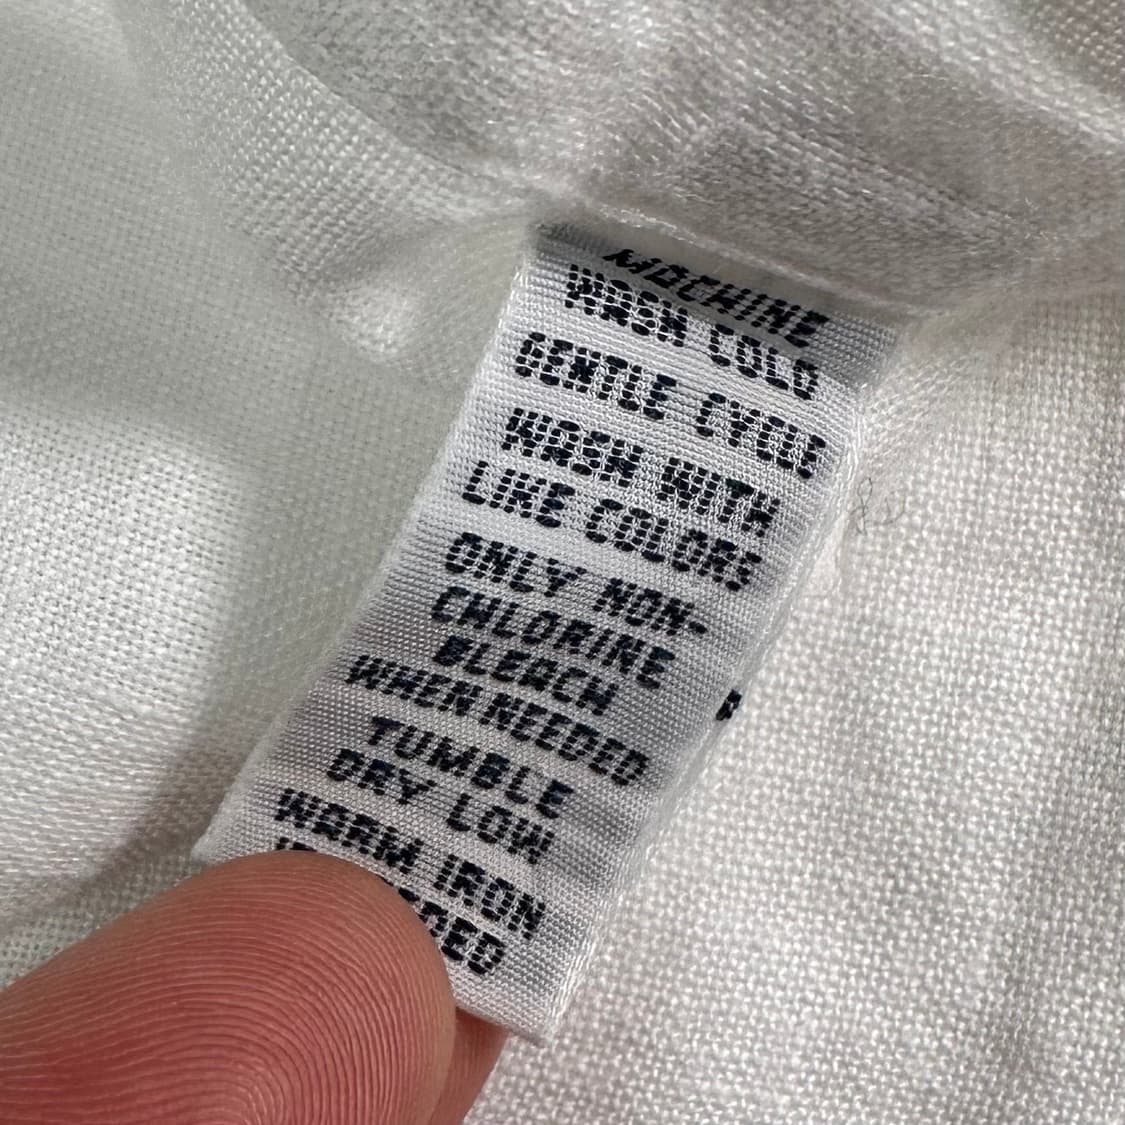 MACHINE
WASH COLD
GENTLE CYCLE
WASH WITH
LIKE COLORS
ONLY NON-
CHLORINE
BLEACH
WHEN NEEDED
TUMBLE
DRY LOW
WARM IRON